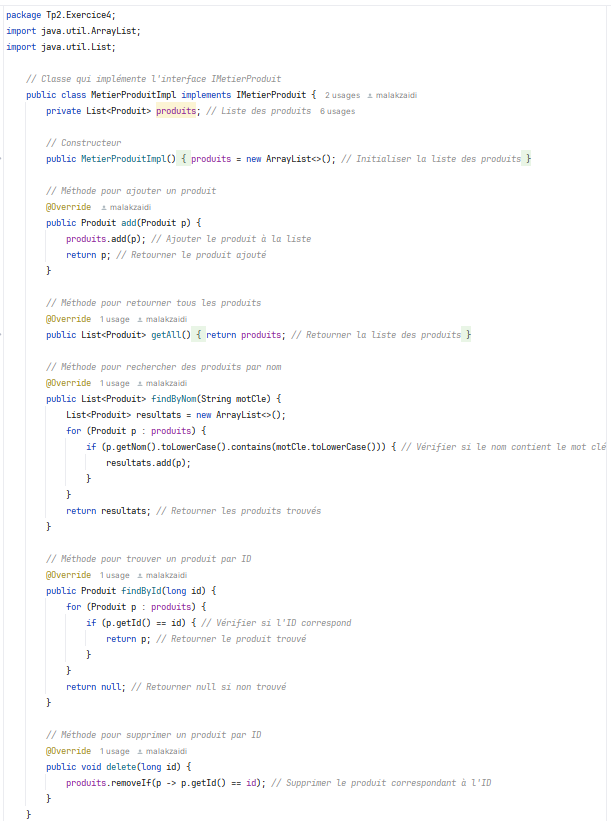 package Tp2.Exercice4;
import java.util.ArrayList;
import java.util.List;
// Classe qui implémente l'interface IMetierProduit
public class MetierProduitImpl implements IMetierProduit { 2 usages malakzaidi
private List<Produit> produits; // Liste des produits 6 usages
// Constructeur
public MetierProduitImpl() { produits = new ArrayList<>(); // Initialiser la liste des produits }
// Méthode pour ajouter un produit
@Override malakzaidi
public Produit add(Produit p) {
produits.add(p); // Ajouter le produit à la liste
return p; // Retourner le produit ajouté
}
// Méthode pour retourner tous les produits
@Override 1 usage malakzaidi
public List<Produit> getAll() { return produits; // Retourner la liste des produits }
// Méthode pour rechercher des produits par nom
@Override 1 usage malakzaidi
public List<Produit> findByNom(String motCle) {
List<Produit> resultats = new ArrayList<>();
for (Produit p : produits) {
if (p.getNom().toLowerCase().contains(motCle.toLowerCase())) { // Vérifier si le nom contient le mot clé
resultats.add(p);
}
}
return resultats; // Retourner les produits trouvés
}
// Méthode pour trouver un produit par ID
@Override 1 usage malakzaidi
public Produit findById(long id) {
for (Produit p : produits) {
if (p.getId() == id) { // Vérifier si l'ID correspond
return p; // Retourner le produit trouvé
}
}
return null; // Retourner null si non trouvé
}
// Méthode pour supprimer un produit par ID
@Override 1 usage malakzaidi
public void delete(long id) {
produits.removeIf(p -> p.getId() == id); // Supprimer le produit correspondant à l'ID
}
}